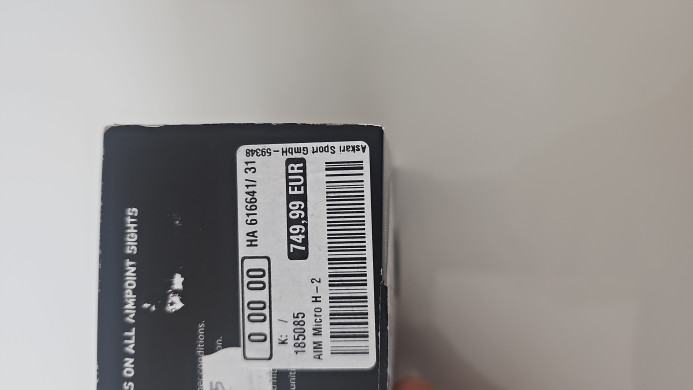 S ON ALL AIMPOINT SIGHTS
conditions.
0 00 00
HA 616641/ 31
K: /
185085
749,99 EUR
AIM Micro H-2
Askari Sport GmbH - 59348